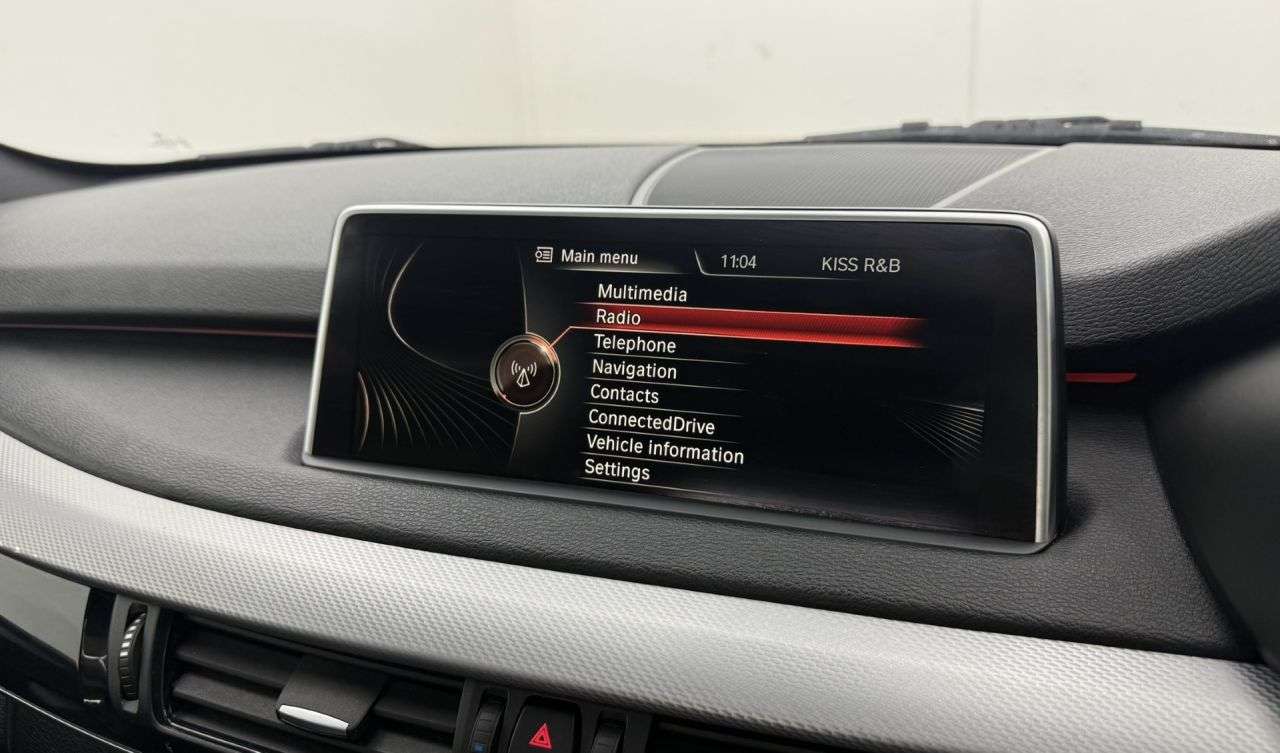 Main menu 11:04 KISS R&B
Multimedia
Radio
Telephone
Navigation
Contacts
ConnectedDrive
Vehicle information
Settings